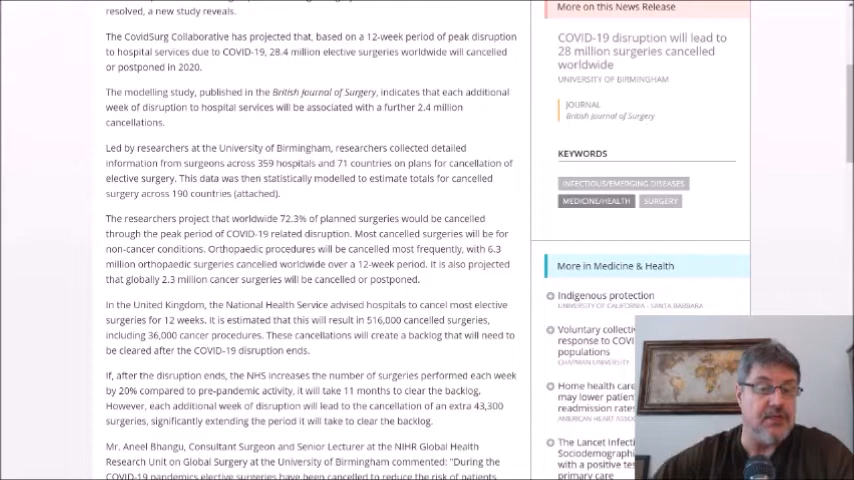 resolved, a new study reveals.
The CovidSurg Collaborative has projected that, based on a 12-week period of peak disruption
to hospital services due to COVID-19, 28.4 million elective surgeries worldwide will cancelled
or postponed in 2020.
The modelling study, published in the British Journal of Surgery, indicates that each additional
week of disruption to hospital services will be associated with a further 2.4 million
cancellations.
Led by researchers at the University of Birmingham, researchers collected detailed
information from surgeons across 359 hospitals and 71 countries on plans for cancellation of
elective surgery. This data was then statistically modelled to estimate totals for cancelled
surgery across 190 countries (attached).
The researchers project that worldwide 72.3% of planned surgeries would be cancelled
through the peak period of COVID-19 related disruption. Most cancelled surgeries will be for
non-cancer conditions. Orthopaedic procedures will be cancelled most frequently, with 6.3
million orthopaedic surgeries cancelled worldwide over a 12-week period. It is also projected
that globally 2.3 million cancer surgeries will be cancelled or postponed.
In the United Kingdom, the National Health Service advised hospitals to cancel most elective
surgeries for 12 weeks. It is estimated that this will result in 516,000 cancelled surgeries,
including 36,000 cancer procedures. These cancellations will create a backlog that will need to
be cleared after the COVID-19 disruption ends.
If, after the disruption ends, the NHS increases the number of surgeries performed each week
by 20% compared to pre-pandemic activity, it will take 11 months to clear the backlog.
However, each additional week of disruption will lead to the cancellation of an extra 43,300
surgeries, significantly extending the period it will take to clear the backlog.
Mr. Aneel Bhangu, Consultant Surgeon and Senior Lecturer at the NIHR Global Health
Research Unit on Global Surgery at the University of Birmingham commented: "During the
COVID-19 pandemics elective surgeries have been cancelled to reduce the risk of patients
More on this News Release
COVID-19 disruption will lead to
28 million surgeries cancelled
worldwide
UNIVERSITY OF BIRMINGHAM
JOURNAL
British Journal of Surgery
KEYWORDS
INFECTIOUS/EMERGING DISEASES
MEDICINE/HEALTH SURGERY
More in Medicine & Health
Indigenous protection
UNIVERSITY OF CALIFORNIA - SANTA BARBARA
Voluntary collecti
response to COVI
populations
CHAPMAN UNIVERSITY
Home health care
may lower patien
readmission rates
AMERICAN HEART ASSOC
The Lancet Infecti
Sociodemographi
with a positive tes
primary care